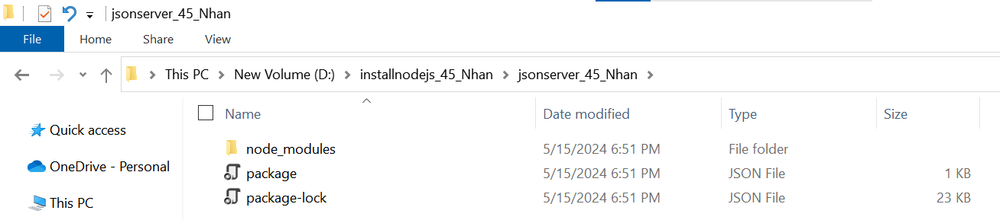 jsonserver_45_Nhan
File Home Share View
This PC New Volume (D:) installnodejs_45_Nhan jsonserver_45_Nhan
Name Date modified Type Size
Quick access
node_modules 5/15/2024 6:51 PM File folder
OneDrive - Personal
package 5/15/2024 6:51 PM JSON File 1 KB
This PC
package-lock 5/15/2024 6:51 PM JSON File 23 KB